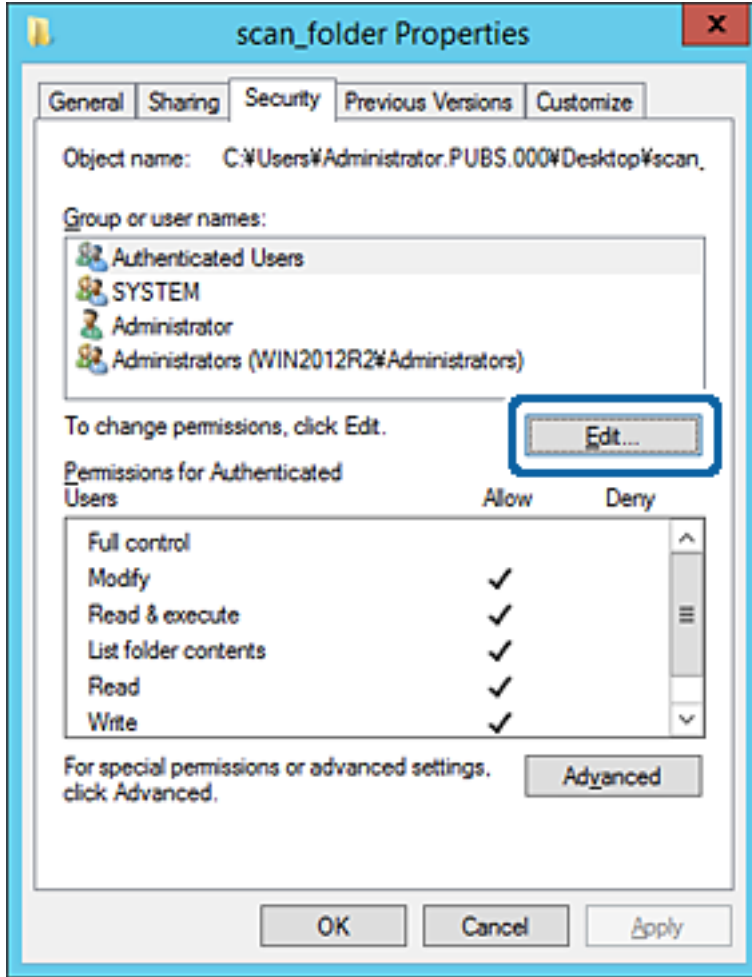 scan_folder Properties
General Sharing Security Previous Versions Customize
Object name: C:¥Users¥Administrator.PUBS.000¥Desktop¥scan_
Group or user names:
Authenticated Users
SYSTEM
Administrator
Administrators (WIN2012R2¥Administrators)
To change permissions, click Edit.
Edit...
Permissions for Authenticated
Users Allow Deny
Full control
Modify
Read & execute
List folder contents
Read
Write
For special permissions or advanced settings,
click Advanced.
Advanced
OK Cancel Apply